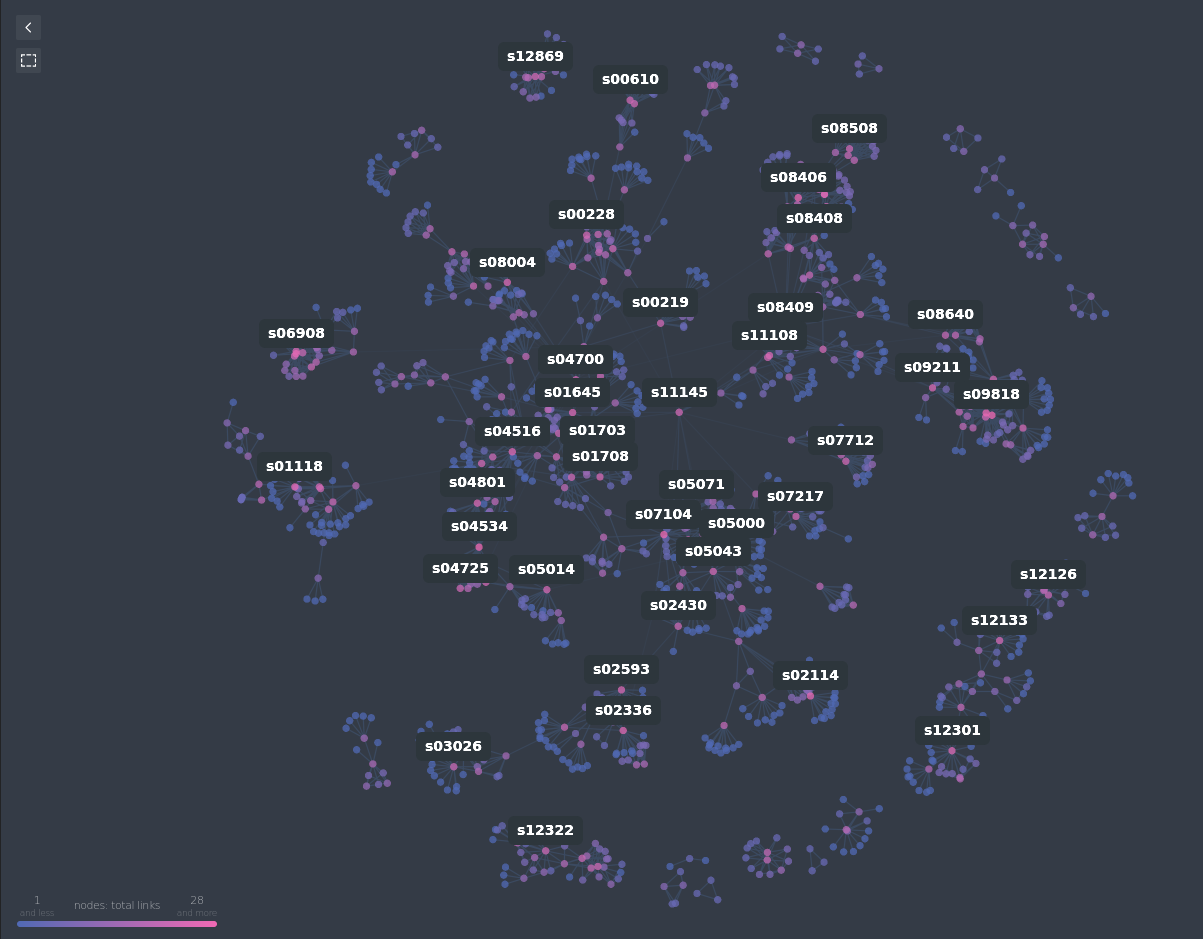 s12869
s00610
s08508
s08406
s00228
s08408
s08004
s00219
s08409
s08640
s06908
s11108
s04700
s09211
s01645
s11145
s09818
s04516
s01703
s07712
s01708
s01118
s04801
s05071
s07217
s07104
s05000
s04534
s05043
s04725
s05014
s12126
s02430
s12133
s02593
s02114
s02336
s12301
s03026
s12322
1 nodes: total links 28
and less and more